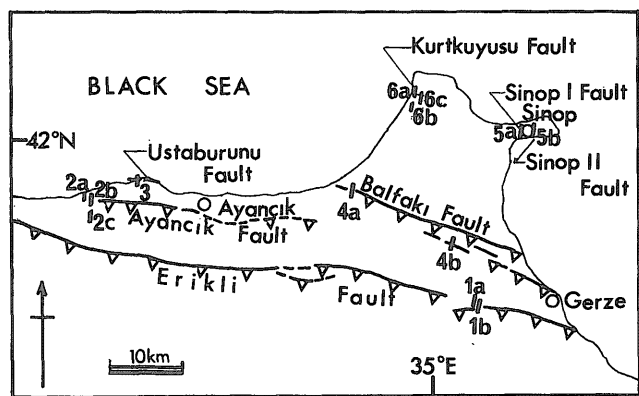 Kurtkuyusu Fault
BLACK SEA
6a
6c
6b
Sinop I Fault
Sinop
5a
5b
Sinop II
Fault
42°N
Ustaburunu
Fault
2a
2b
3
2c
Ayancık
Ayancık
Fault
4a
Balfakı Fault
4b
Erikli
Fault
1a
1b
Gerze
10km
35°E